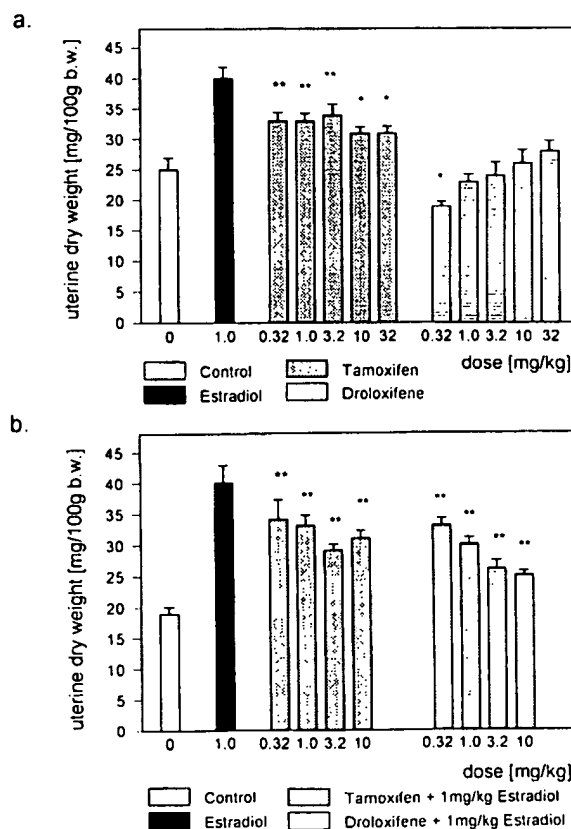 a.
uterine dry weight [mg/100g b.w.]
45
40
35
30
25
20
15
10
5
0
** ** ** * * *
0 1.0 0.32 1.0 3.2 10 32 0.32 1.0 3.2 10 32
dose [mg/kg]
Control Tamoxifen
Estradiol Droloxifene
b.
uterine dry weight [mg/100g b.w.]
45
40
35
30
25
20
15
10
5
0
** ** ** ** ** ** ** **
0 1.0 0.32 1.0 3.2 10 0.32 1.0 3.2 10
dose [mg/kg]
Control Tamoxifen + 1mg/kg Estradiol
Estradiol Droloxifene + 1mg/kg Estradiol